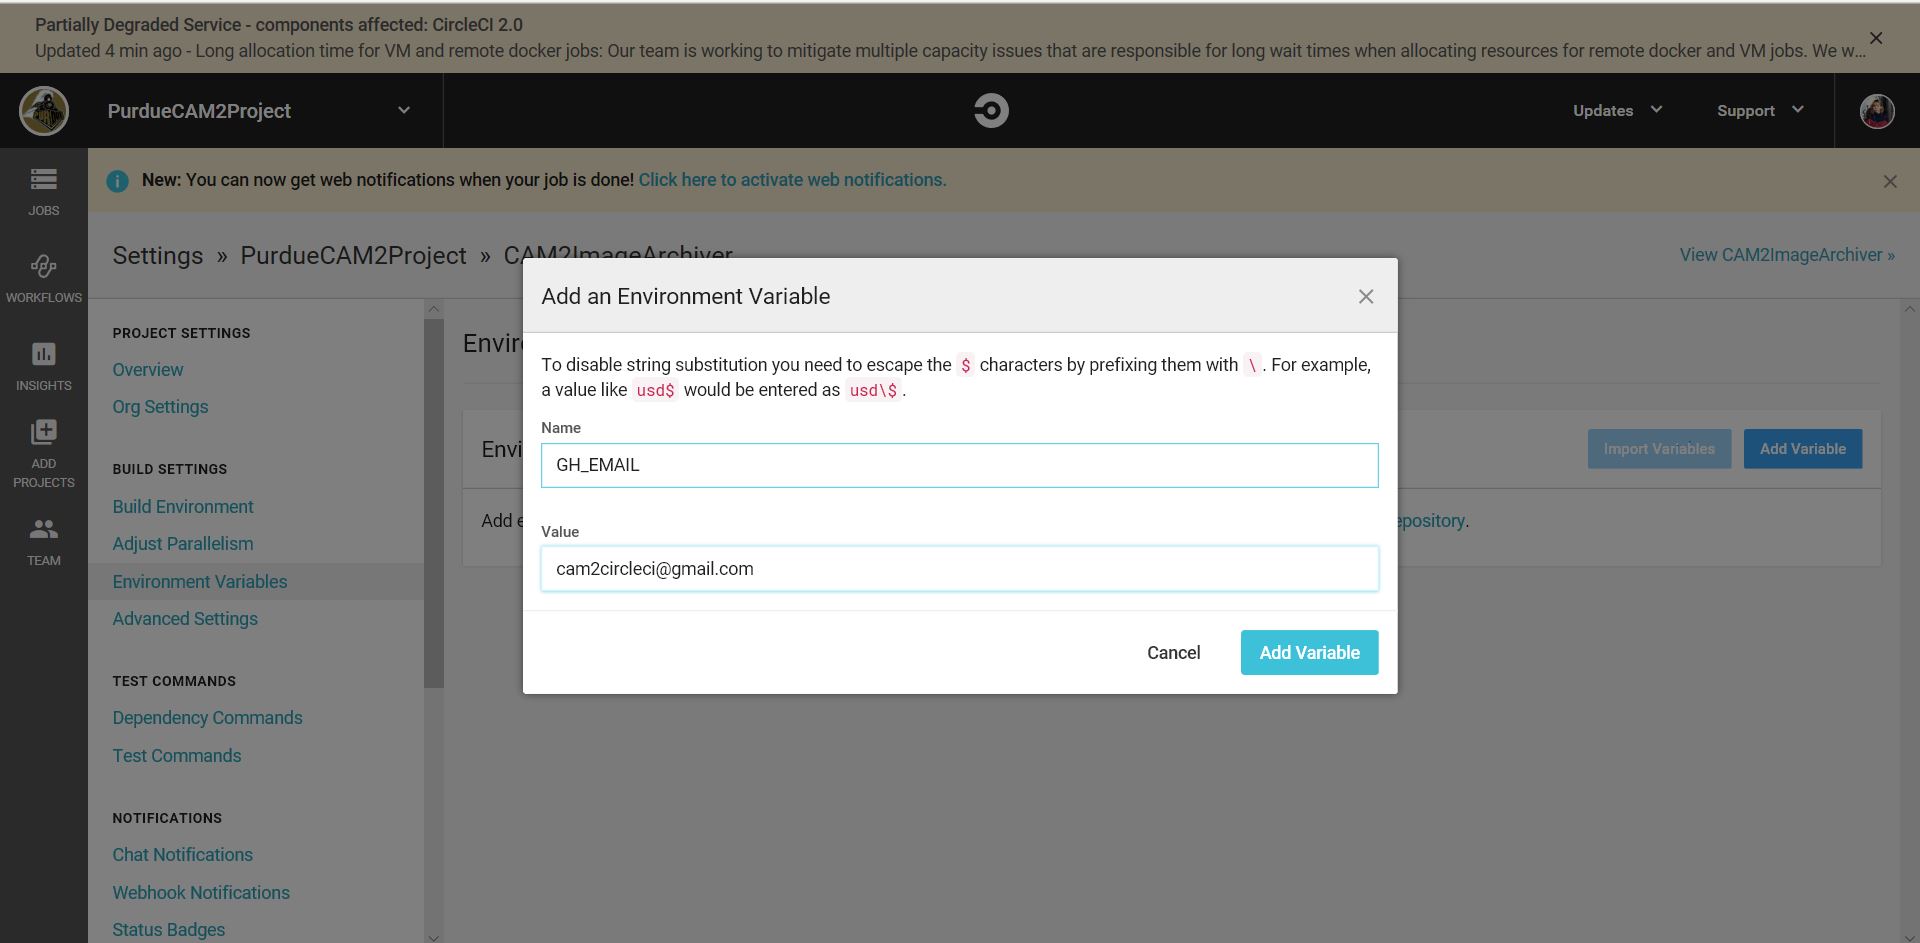 Partially Degraded Service - components affected: CircleCI 2.0
Updated 4 min ago - Long allocation time for VM and remote docker jobs: Our team is working to mitigate multiple capacity issues that are responsible for long wait times when allocating resources for remote docker and VM jobs. We w...
PurdueCAM2Project
Updates
Support
New: You can now get web notifications when your job is done! Click here to activate web notifications.
JOBS
WORKFLOWS
INSIGHTS
ADD
PROJECTS
TEAM
Settings » PurdueCAM2Project » CAM2ImageArchiver
View CAM2ImageArchiver »
PROJECT SETTINGS
Overview
Org Settings
BUILD SETTINGS
Build Environment
Adjust Parallelism
Environment Variables
Advanced Settings
TEST COMMANDS
Dependency Commands
Test Commands
NOTIFICATIONS
Chat Notifications
Webhook Notifications
Status Badges
Envir
Envi
Import Variables
Add Variable
Add e
epository.
Add an Environment Variable
To disable string substitution you need to escape the $ characters by prefixing them with \. For example,
a value like usd$ would be entered as usd\$.
Name
GH_EMAIL
Value
cam2circleci@gmail.com
Cancel
Add Variable